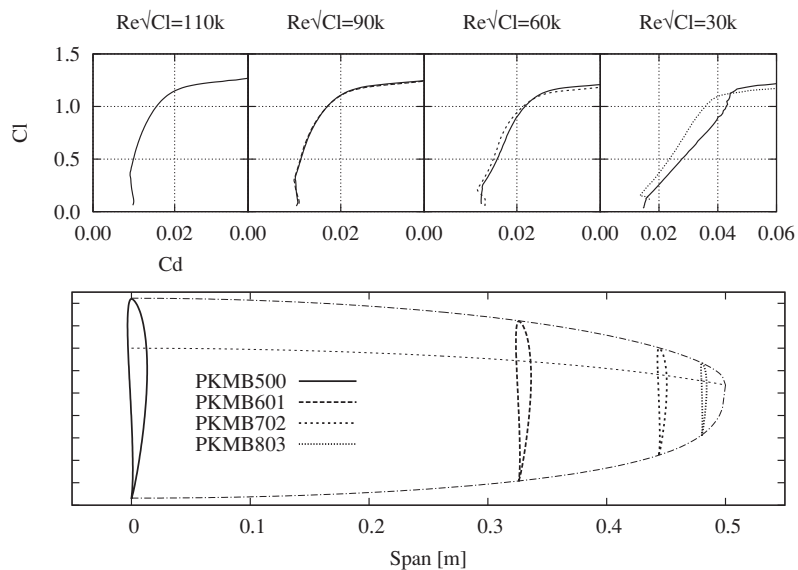 Re√Cl=110k Re√Cl=90k Re√Cl=60k Re√Cl=30k
1.5
1.0
0.5
0.0
Cl
0.00 0.02 0.00 0.02 0.00 0.02 0.00 0.02 0.04 0.06
Cd
PKMB500
PKMB601
PKMB702
PKMB803
0 0.1 0.2 0.3 0.4 0.5
Span [m]